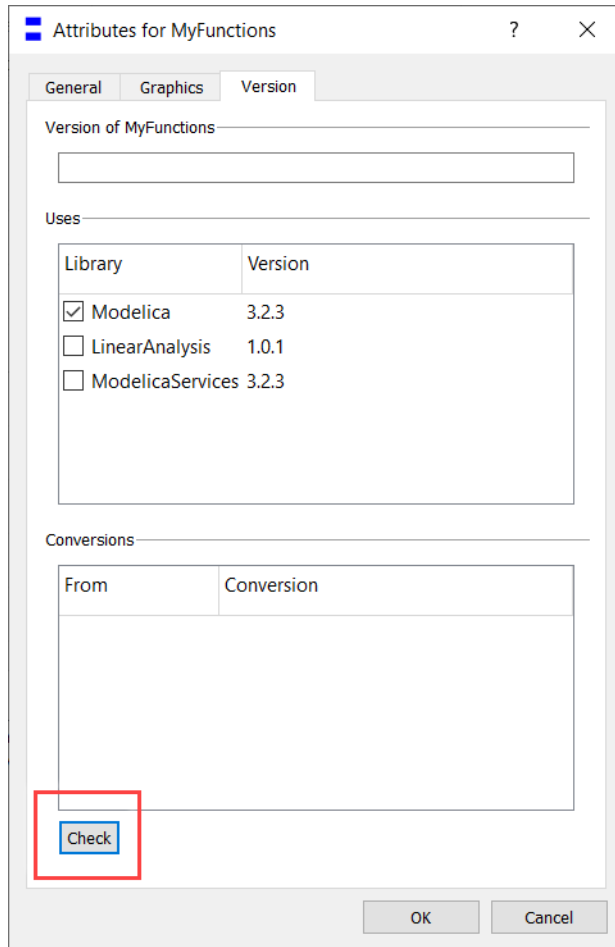 Attributes for MyFunctions ?
General Graphics Version
Version of MyFunctions
Uses
Library Version
Modelica 3.2.3
LinearAnalysis 1.0.1
ModelicaServices 3.2.3
Conversions
From Conversion
Check
OK Cancel